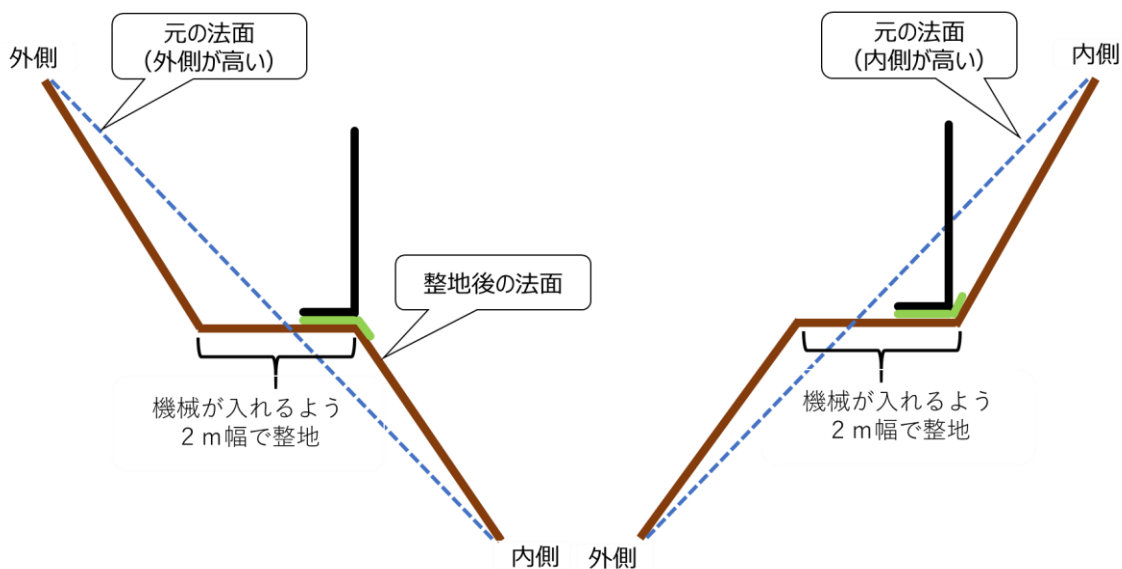 元の法面
(外側が高い)
外側
整地後の法面
機械が入れるよう
２ｍ幅で整地
内側
元の法面
(内側が高い)
内側
機械が入れるよう
２ｍ幅で整地
外側